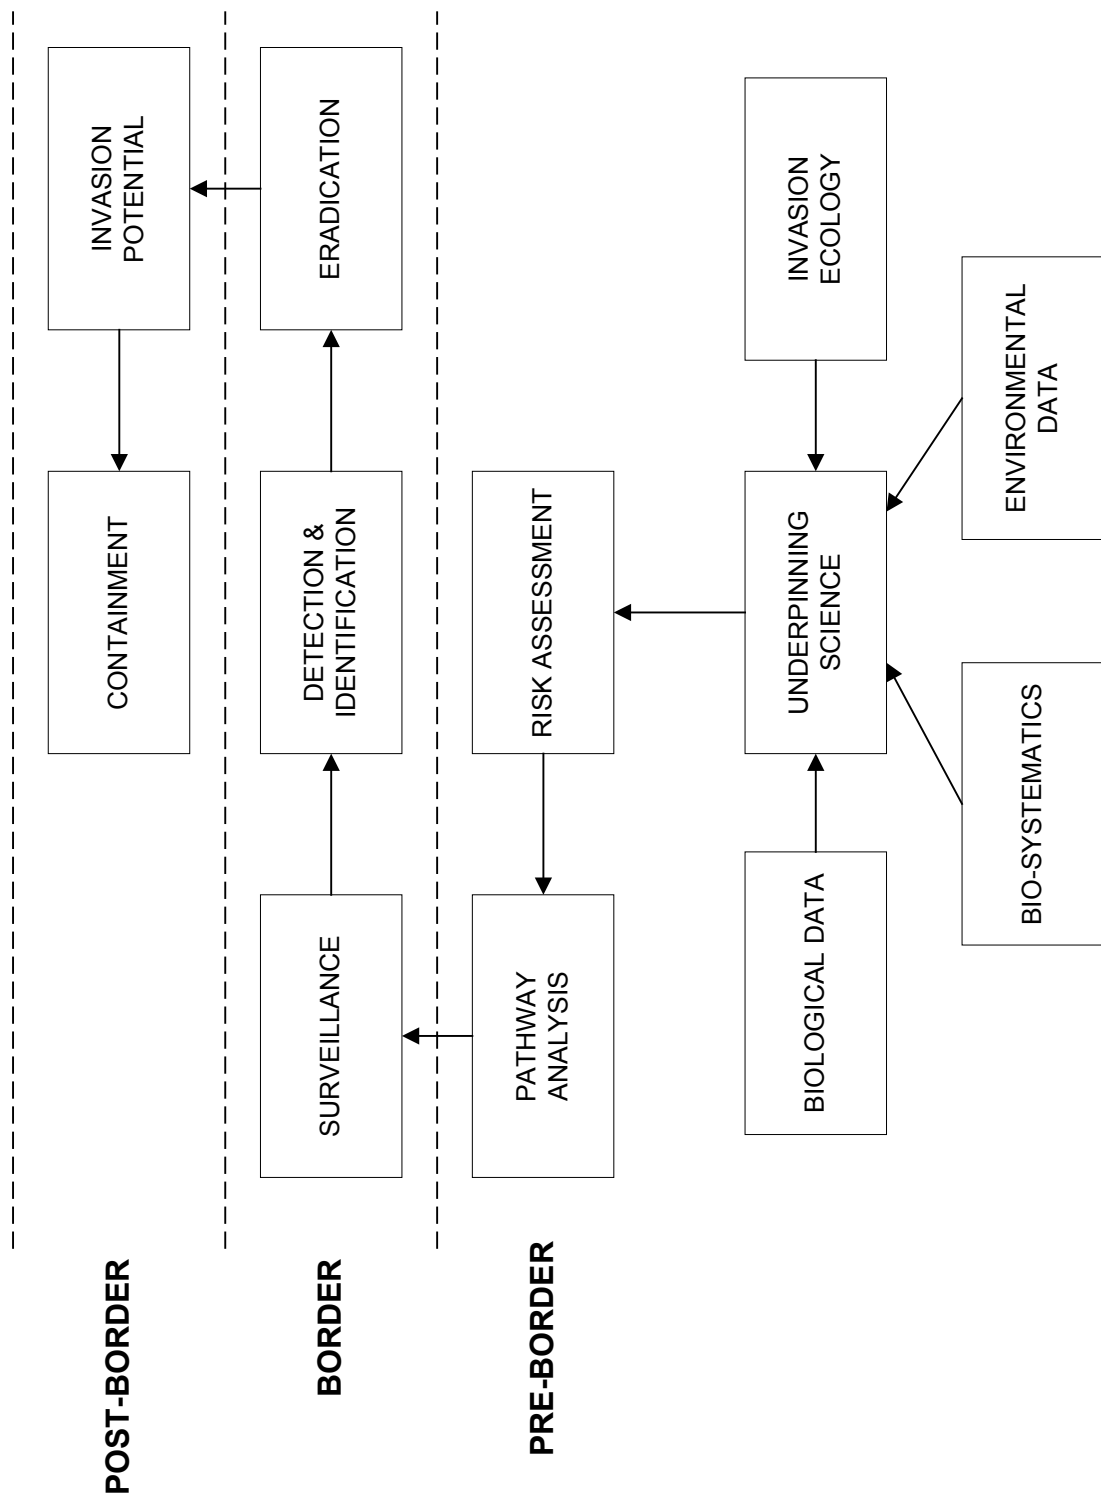 POST-BORDER
CONTAINMENT
INVASION
POTENTIAL
BORDER
SURVEILLANCE
DETECTION &
IDENTIFICATION
ERADICATION
PRE-BORDER
PATHWAY
ANALYSIS
RISK ASSESSMENT
BIOLOGICAL DATA
UNDERPINNING
SCIENCE
INVASION
ECOLOGY
BIO-SYSTEMATICS
ENVIRONMENTAL
DATA